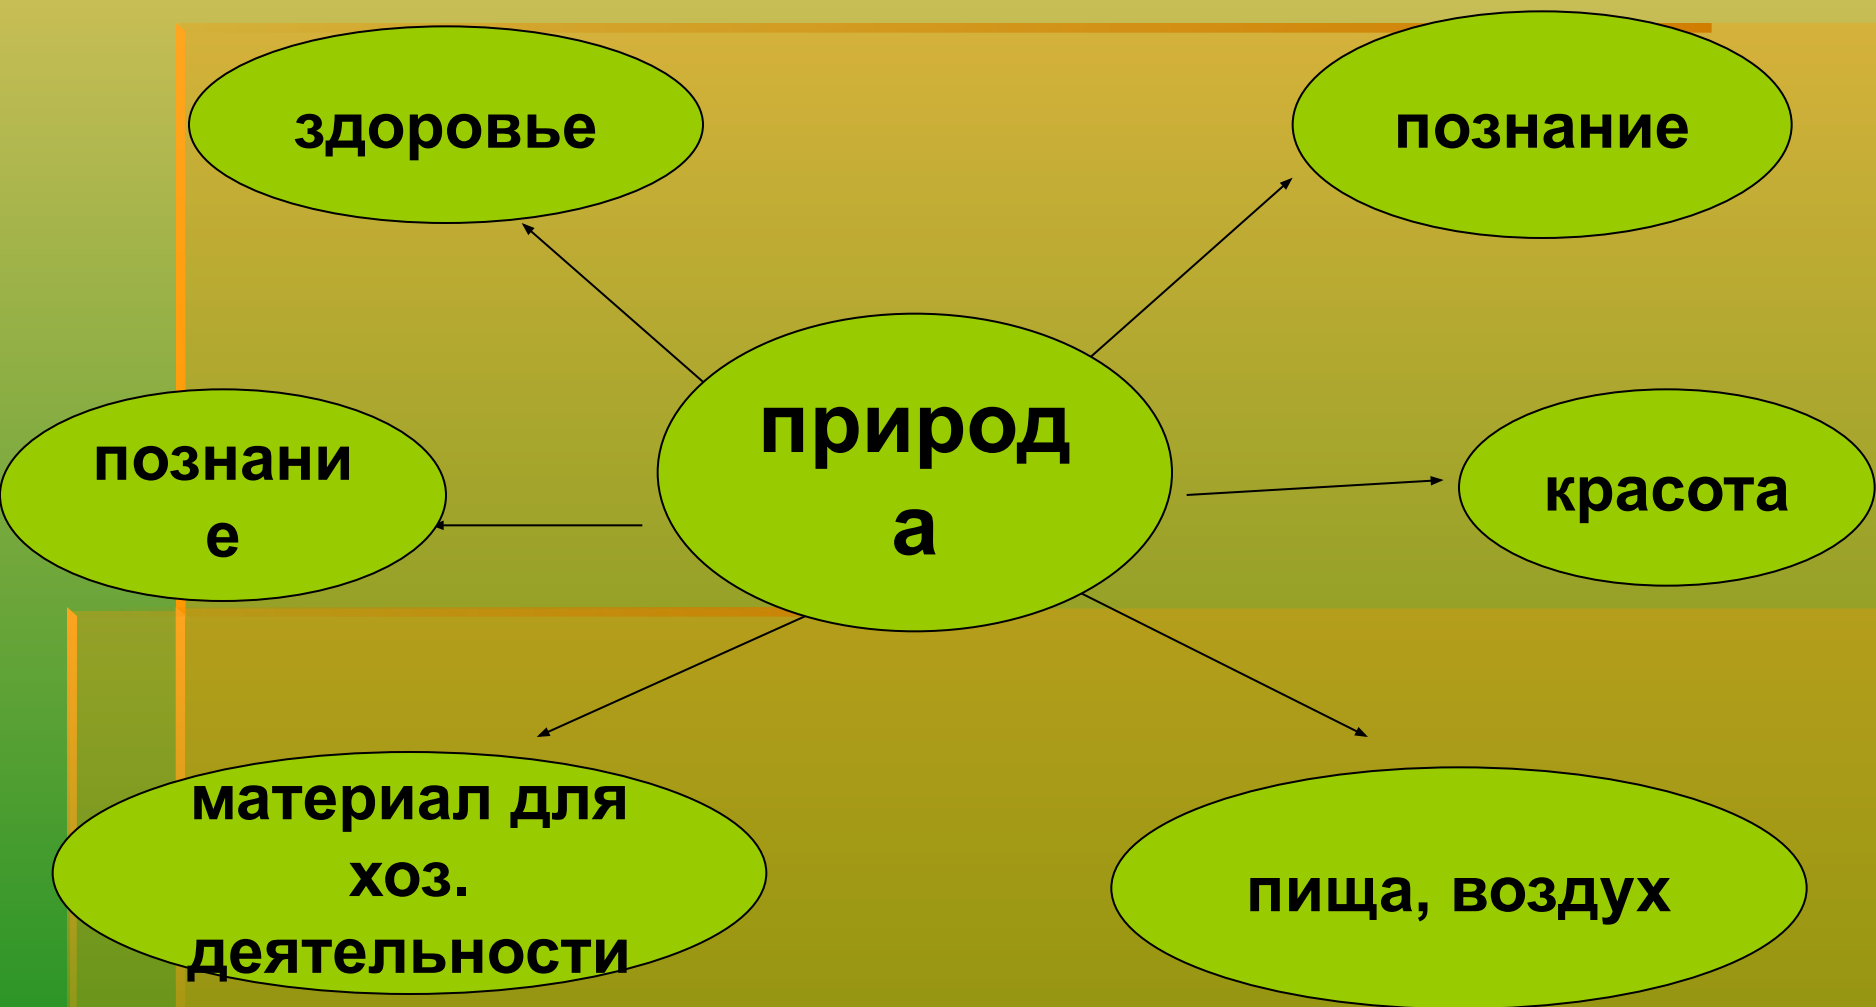 здоровье
познание
природ
а
познани
е
красота
материал для
хоз.
деятельности
пища, воздух